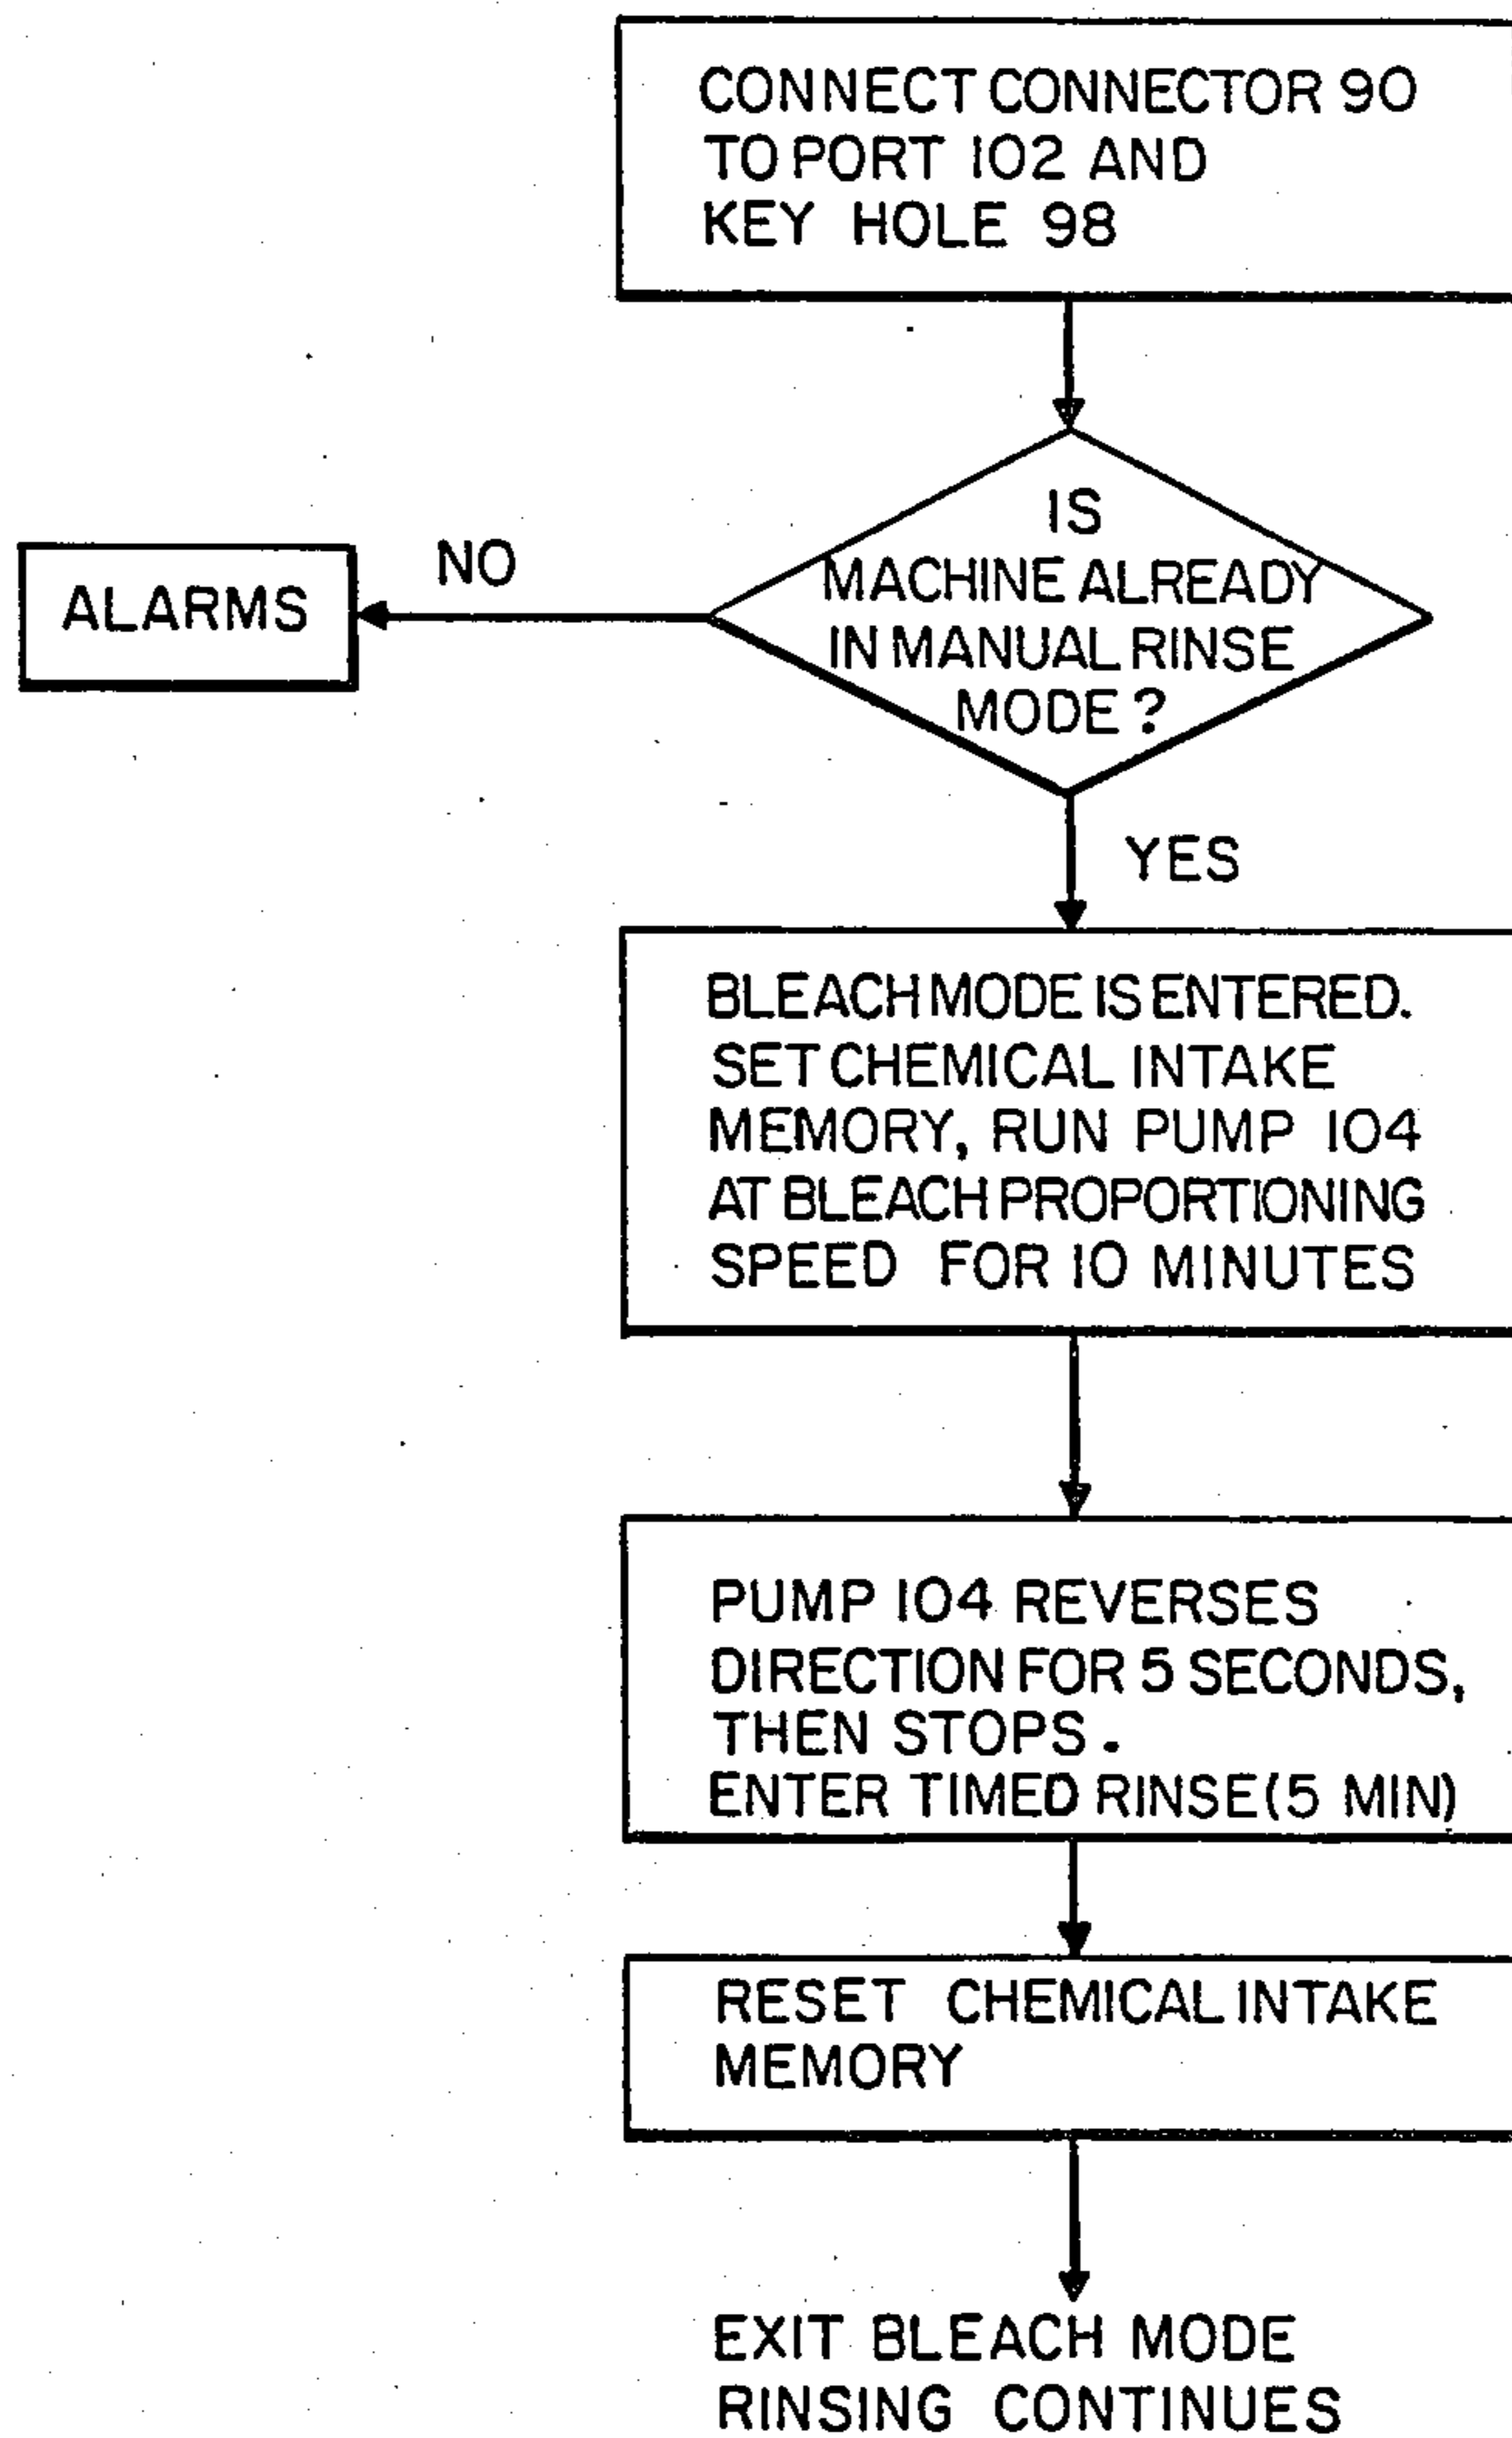 CONNECT CONNECTOR 90
TO PORT 102 AND
KEY HOLE 98
IS
MACHINE ALREADY
IN MANUAL RINSE
MODE?
NO
ALARMS
YES
BLEACH MODE IS ENTERED.
SET CHEMICAL INTAKE
MEMORY, RUN PUMP 104
AT BLEACH PROPORTIONING
SPEED FOR 10 MINUTES
PUMP 104 REVERSES
DIRECTION FOR 5 SECONDS,
THEN STOPS.
ENTER TIMED RINSE (5 MIN)
RESET CHEMICAL INTAKE
MEMORY
EXIT BLEACH MODE
RINSING CONTINUES